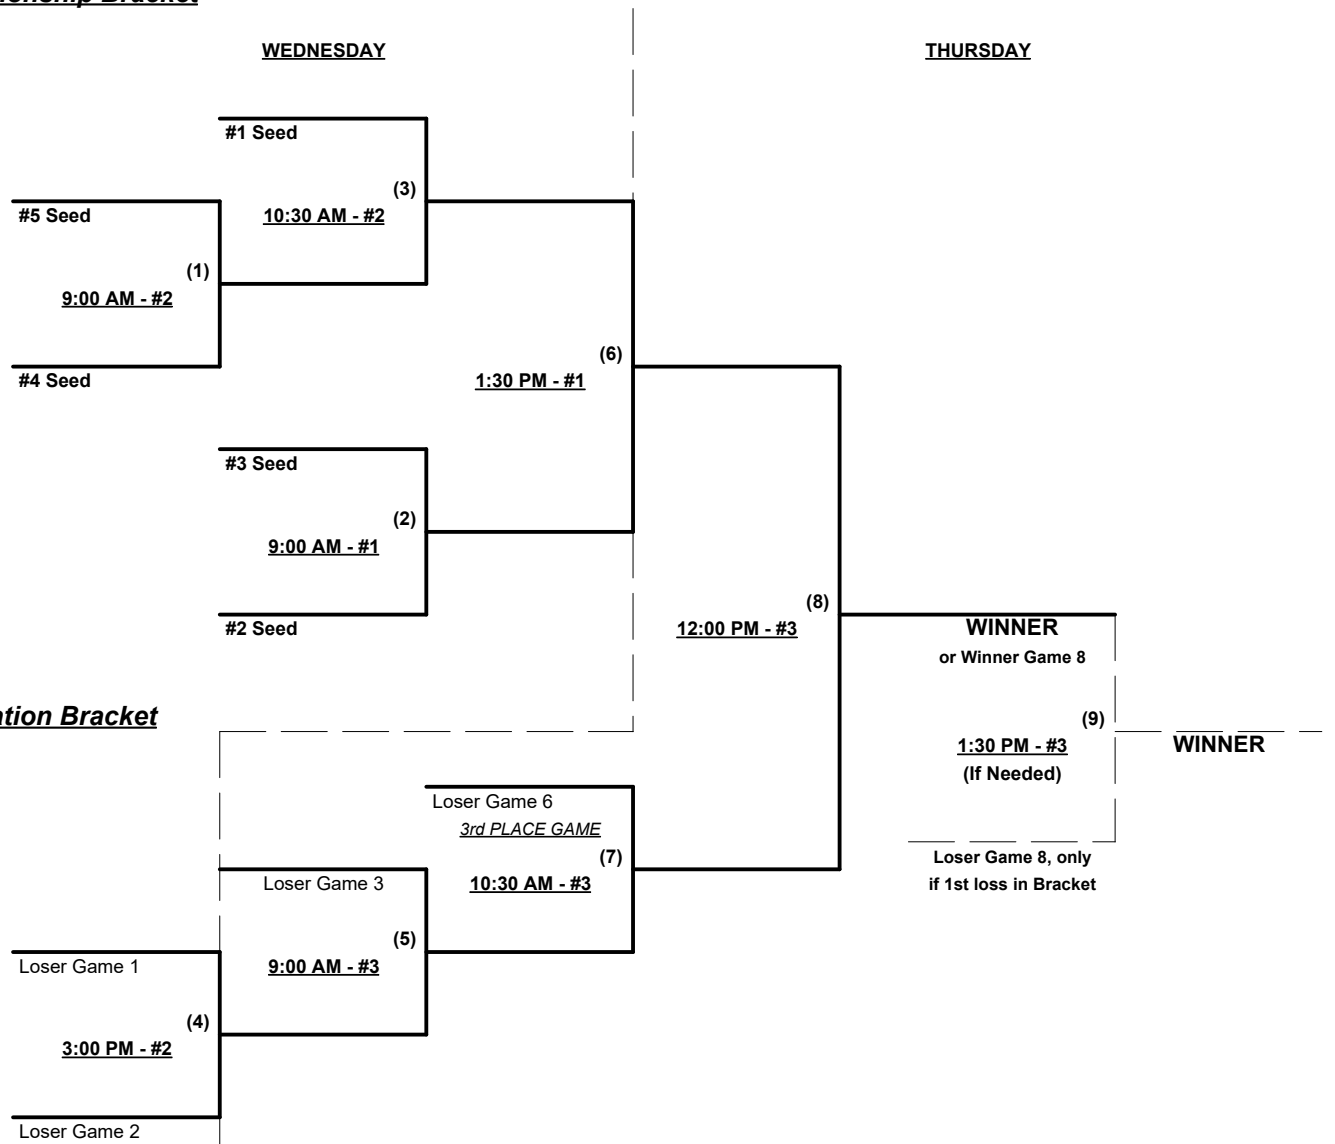 WEDNESDAY
THURSDAY
#1 Seed
(3)
10:30 AM - #2
#5 Seed
(1)
9:00 AM - #2
#4 Seed
(6)
1:30 PM - #1
#3 Seed
(2)
9:00 AM - #1
#2 Seed
(8)
12:00 PM - #3
WINNER
or Winner Game 8
(9)
1:30 PM - #3
(If Needed)
WINNER
Loser Game 8, only
if 1st loss in Bracket
Bracket
Loser Game 6
3rd PLACE GAME
(7)
10:30 AM - #3
Loser Game 3
(5)
9:00 AM - #3
Loser Game 1
(4)
3:00 PM - #2
Loser Game 2